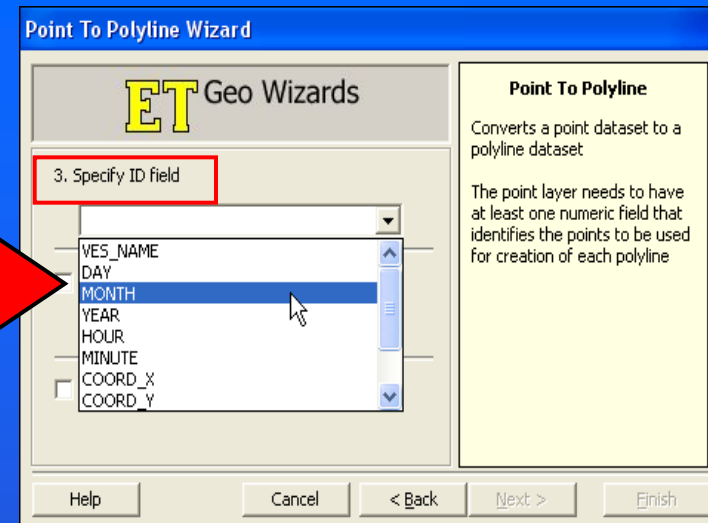 Point To Polyline Wizard
ET Geo Wizards
3. Specify ID field
VES_NAME
DAY
MONTH
YEAR
HOUR
MINUTE
COORD_X
COORD_Y
Point To Polyline
Converts a point dataset to a
polyline dataset
The point layer needs to have
at least one numeric field that
identifies the points to be used
for creation of each polyline
Help
Cancel
< Back
Next >
Finish